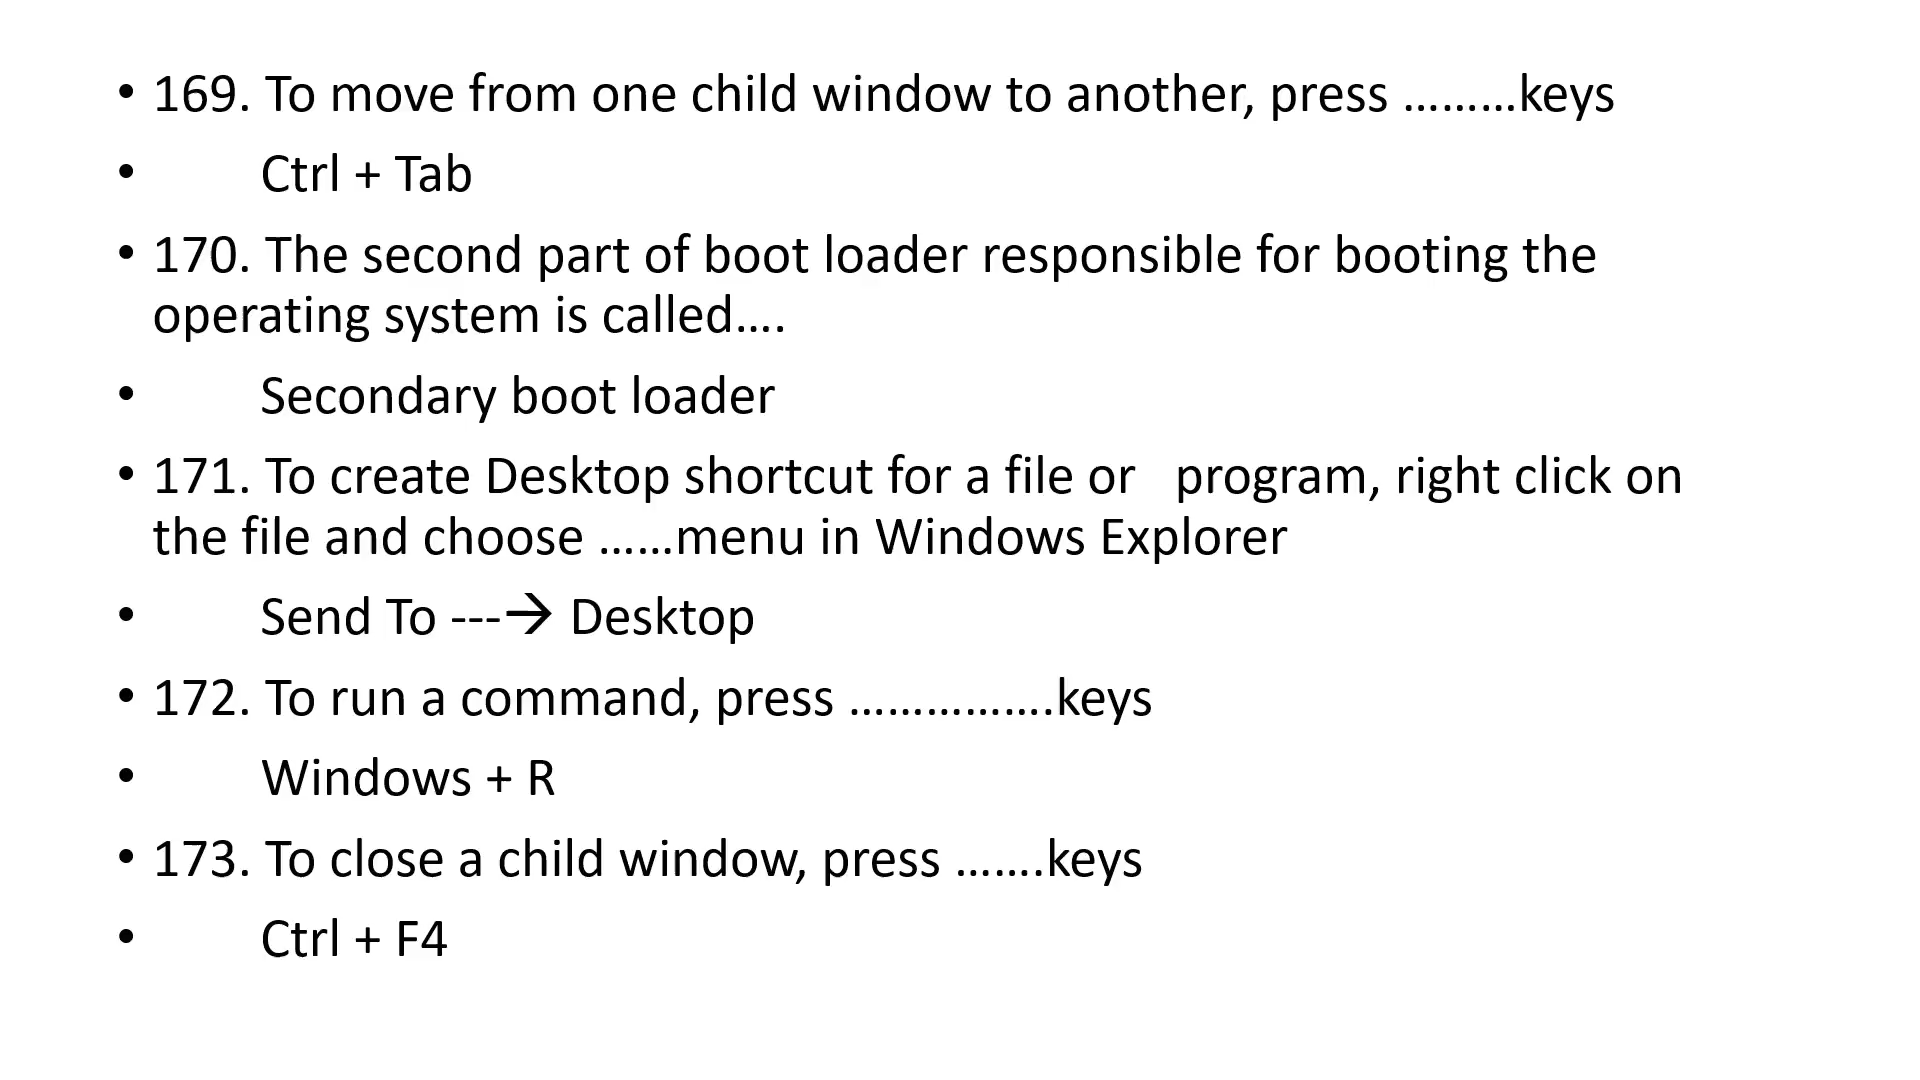 • 169. To move from one child window to another, press ………keys
• Ctrl + Tab
• 170. The second part of boot loader responsible for booting the
operating system is called….
• Secondary boot loader
• 171. To create Desktop shortcut for a file or   program, right click on
the file and choose ……menu in Windows Explorer
• Send To ---→ Desktop
• 172. To run a command, press …………….keys
• Windows + R
• 173. To close a child window, press …….keys
• Ctrl + F4